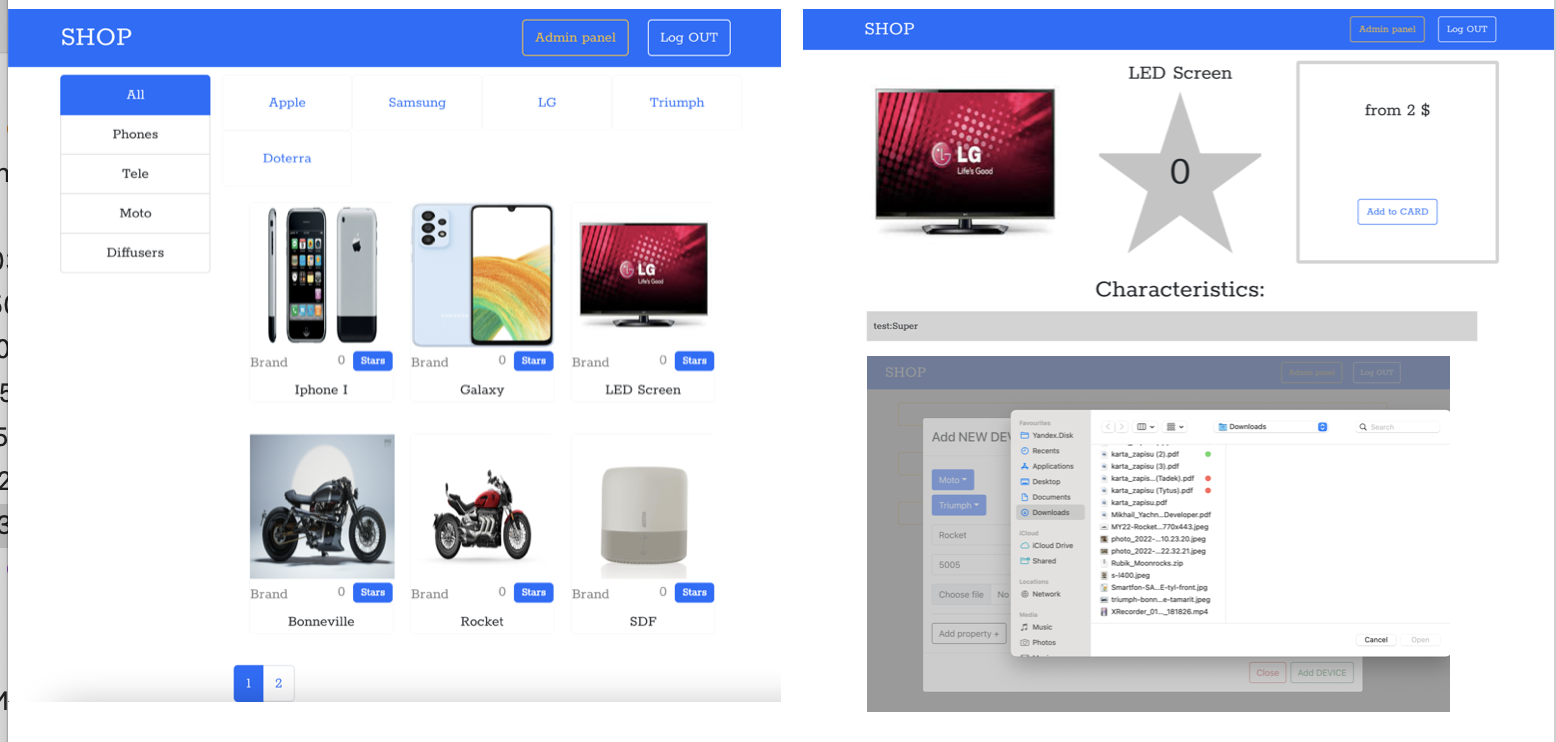 SHOP
Admin panel
Log OUT
All
Phones
Tele
Moto
Diffusers
Apple
Samsung
LG
Triumph
Doterra
LG
Life's Good
Brand 0 Stars
Iphone I
Brand 0 Stars
Galaxy
Brand 0 Stars
LED Screen
Brand 0 Stars
Bonneville
Brand 0 Stars
Rocket
Brand 0 Stars
SDF
1 2
SHOP
Admin panel
Log OUT
LED Screen
LG
Life's Good
0
from 2 $
Add to CARD
Characteristics:
test:Super
SHOP
Admin panel
Log OUT
Add NEW DEV
Moto
Triumph
Rocket
5005
Choose file No
Add property +
Close
Add DEVICE
Favourites
Yandex.Disk
Recents
Applications
Desktop
Documents
Downloads
iCloud
iCloud Drive
Shared
Locations
Network
Media
Music
Photos
Downloads
Search
karta_zapisu (2).pdf
karta_zapisu (3).pdf
karta_zapis...(Tadek).pdf
karta_zapisu (Tytus).pdf
karta_zapisu.pdf
Mikhail_Yachn...Developer.pdf
MY22-Rocket...770x443.jpeg
photo_2022-...10.23.20.jpeg
photo_2022-...22.32.21.jpeg
Rubik_Moonrocks.zip
s-l400.jpeg
Smartfon-SA...E-tyl-front.jpg
triumph-bonn...e-tamarit.jpeg
XRecorder_01..._181826.mp4
Cancel
Open